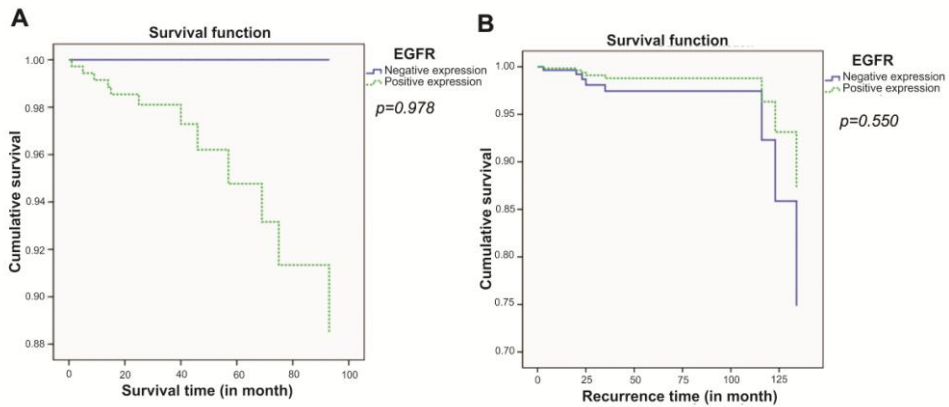 A
Survival function
EGFR
Negative expression
Positive expression
p=0.978
Cumulative survival
1.00
0.98
0.96
0.94
0.92
0.90
0.88
0 20 40 60 80 100
Survival time (in month)
B
Survival function
EGFR
Negative expression
Positive expression
p=0.550
Cumulative survival
1.00
0.95
0.90
0.85
0.80
0.75
0.70
0 25 50 75 100 125
Recurrence time (in month)